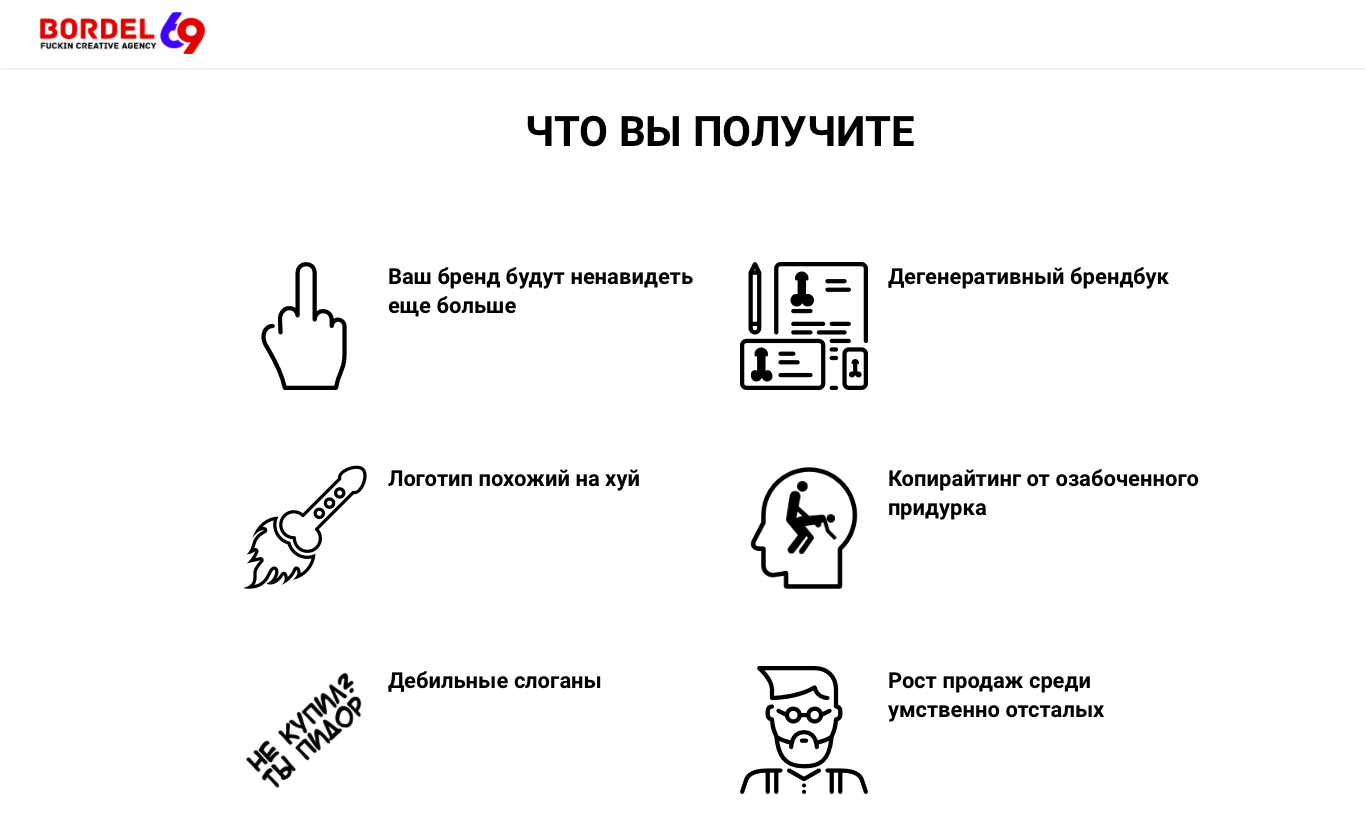 BORDEL 69
FUCKIN CREATIVE AGENCY
ЧТО ВЫ ПОЛУЧИТЕ
Ваш бренд будут ненавидеть
еще больше
Дегенеративный брендбук
Логотип похожий на хуй
Копирайтинг от озабоченного
придурка
НЕ КУПИЛ?
ТЫ ПИДОР
Дебильные слоганы
Рост продаж среди
умственно отсталых